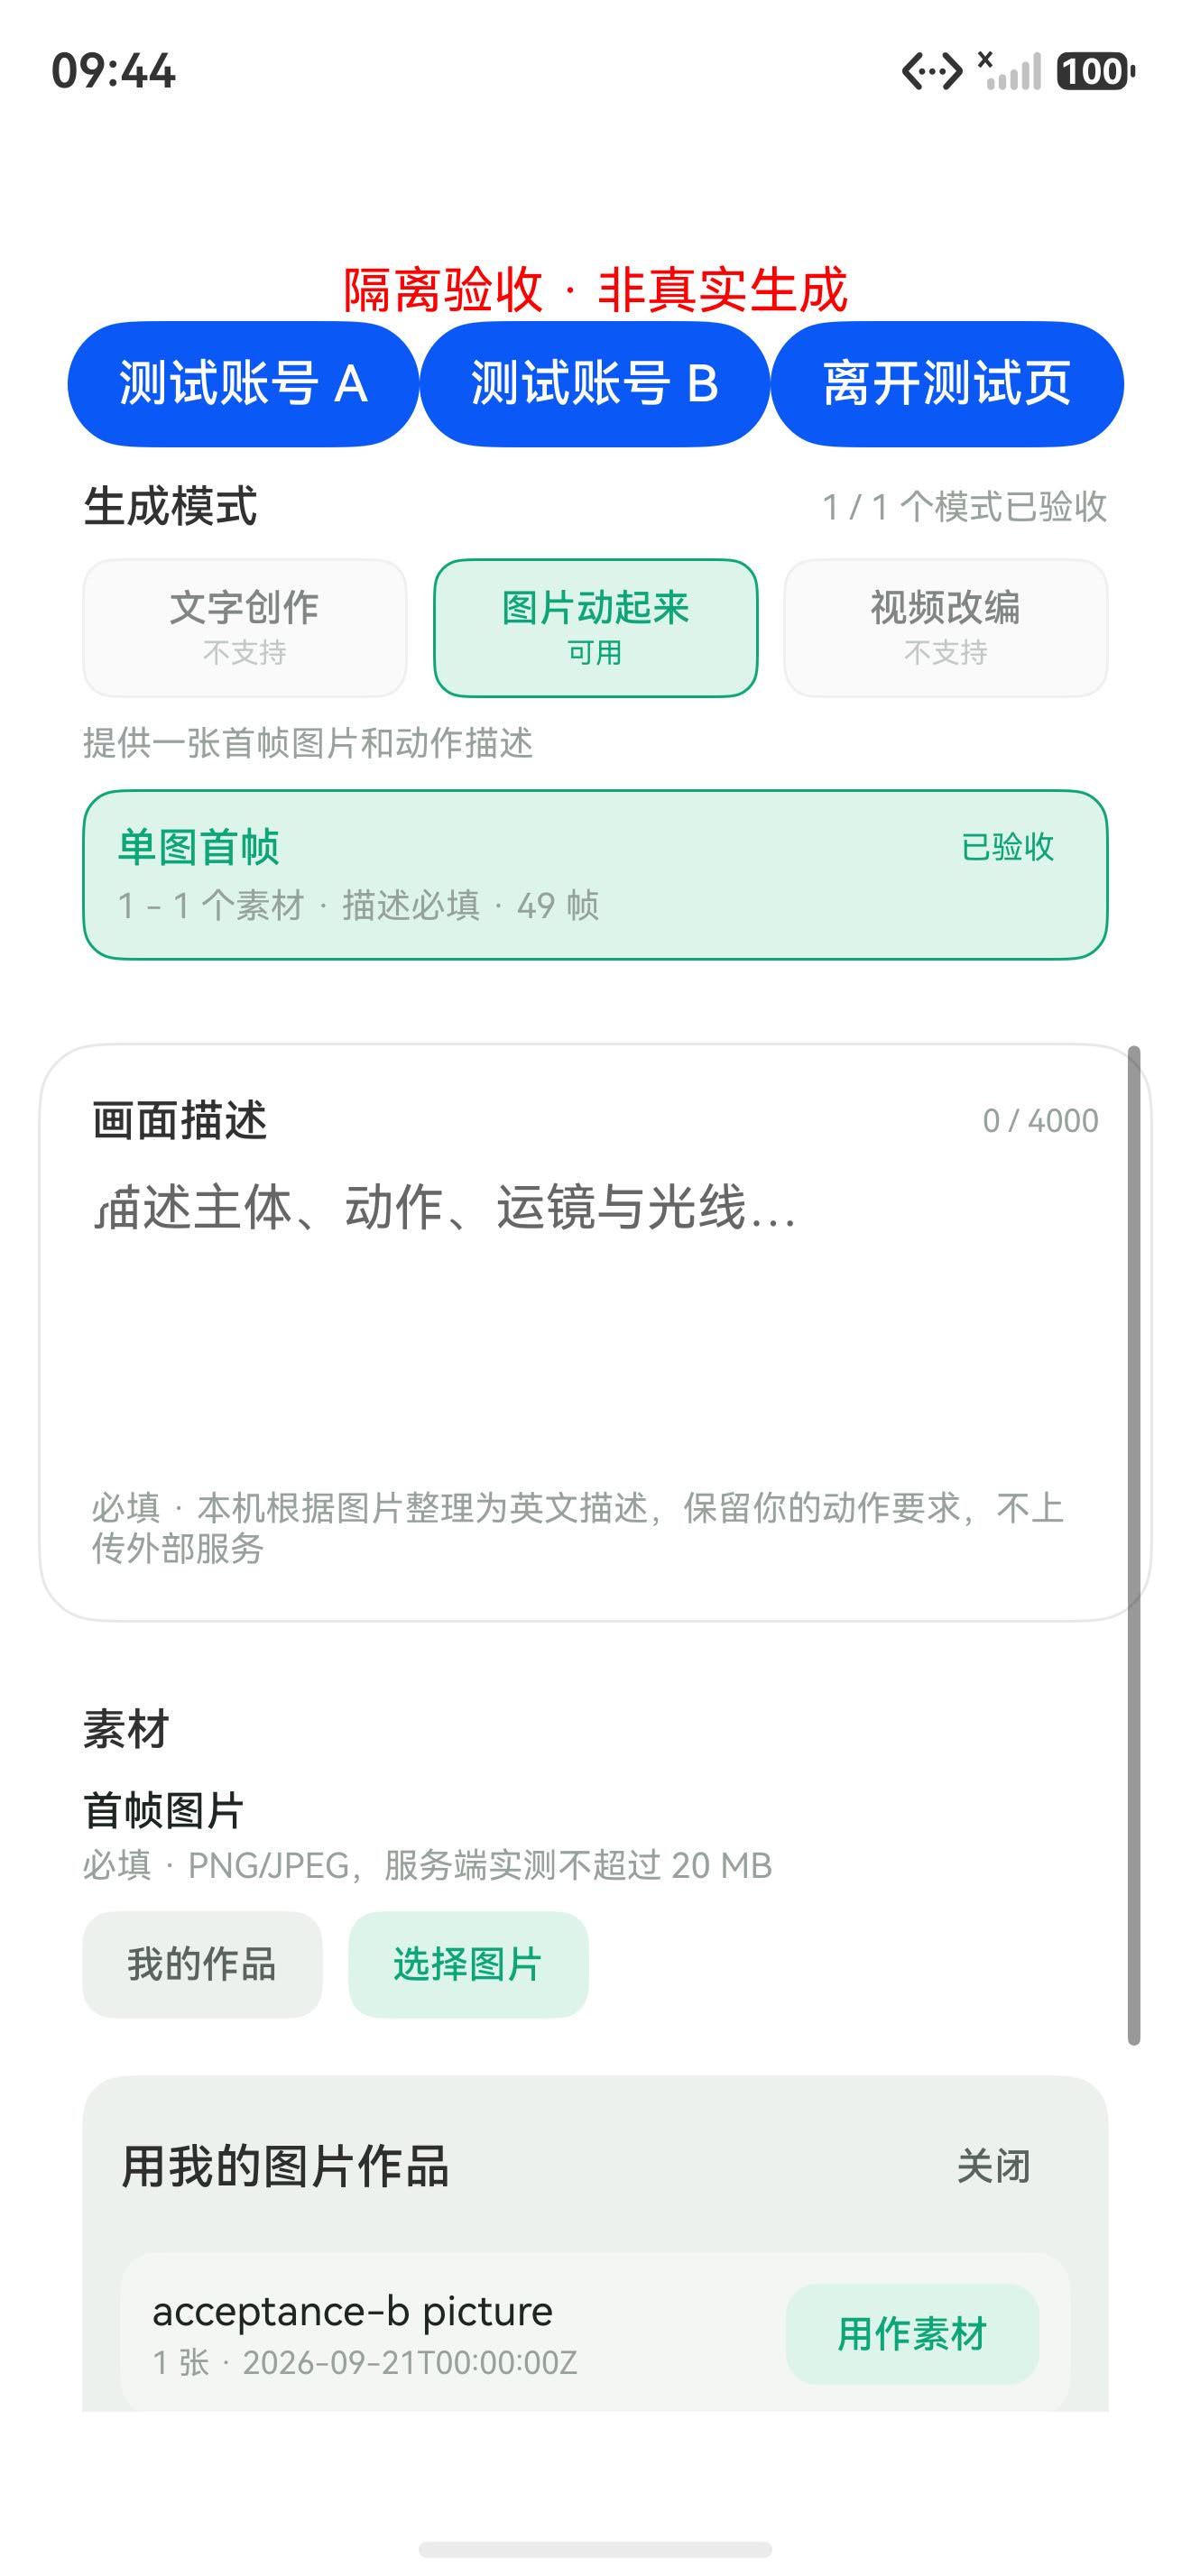 09:44
100
隔离验收 · 非真实生成
测试账号 A
测试账号 B
离开测试页
生成模式
1 / 1 个模式已验收
文字创作
不支持
图片动起来
可用
视频改编
不支持
提供一张首帧图片和动作描述
单图首帧
已验收
1 - 1 个素材 · 描述必填 · 49 帧
画面描述
0 / 4000
描述主体、动作、运镜与光线...
必填 · 本机根据图片整理为英文描述，保留你的动作要求，不上
传外部服务
素材
首帧图片
必填 · PNG/JPEG，服务端实测不超过 20 MB
我的作品
选择图片
用我的图片作品
关闭
acceptance-b picture
1 张 · 2026-09-21T00:00:00Z
用作素材